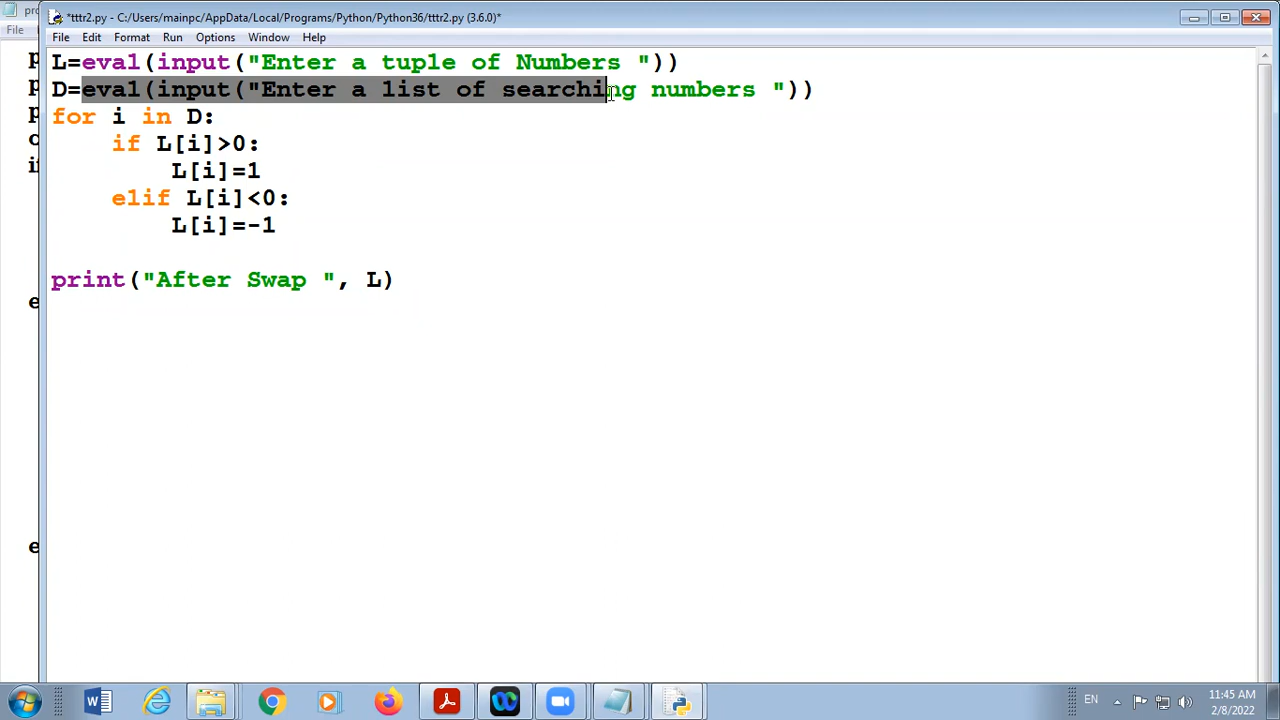 *tttr2.py - C:/Users/mainpc/AppData/Local/Programs/Python/Python36/tttr2.py (3.6.0)*
File Edit Format Run Options Window Help
L=eval(input("Enter a tuple of Numbers "))
D=eval(input("Enter a list of searching numbers "))
for i in D:
if L[i]>0:
L[i]=1
elif L[i]<0:
L[i]=-1
print("After Swap ", L)
File
EN
11:45 AM
2/8/2022